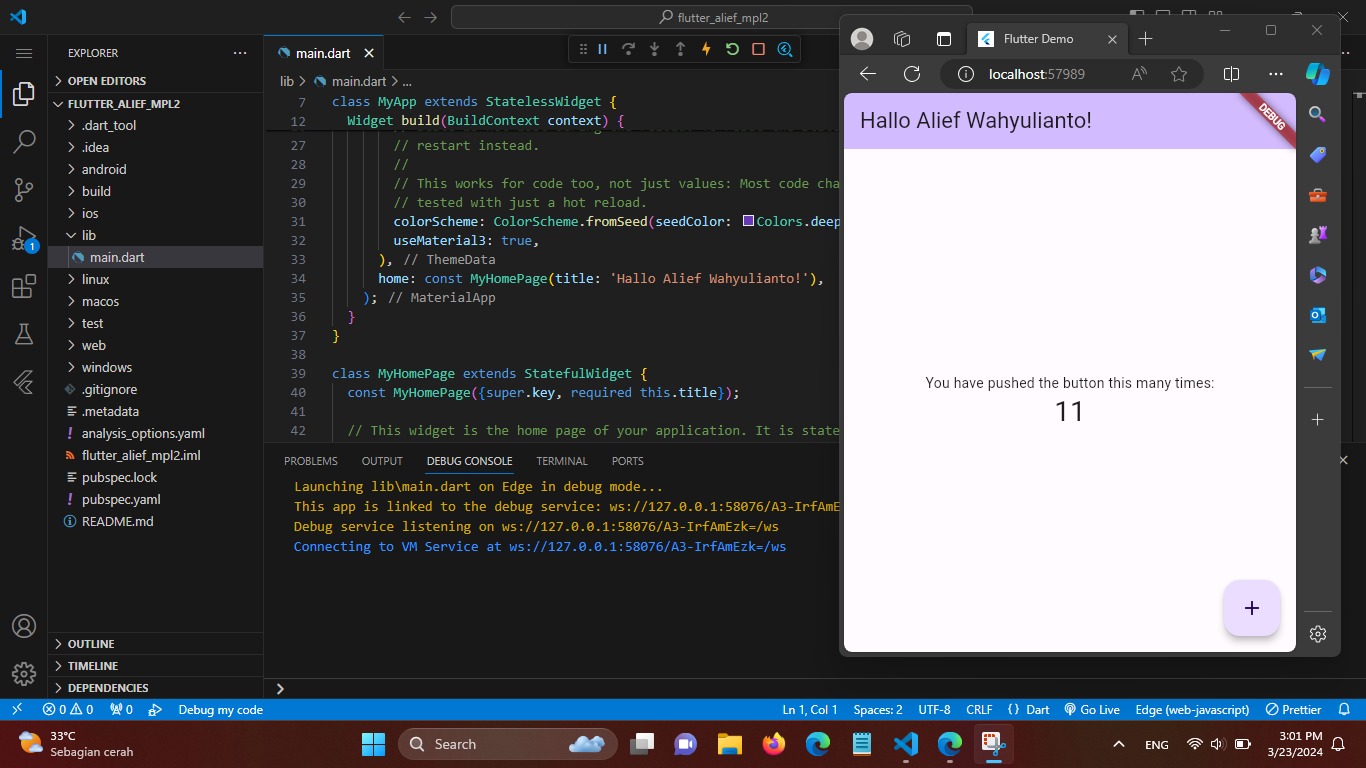 flutter_alief_mpl2
EXPLORER
OPEN EDITORS
FLUTTER_ALIEF_MPL2
.dart_tool
.idea
android
build
ios
lib
main.dart
linux
macos
test
web
windows
.gitignore
.metadata
analysis_options.yaml
flutter_alief_mpl2.iml
pubspec.lock
pubspec.yaml
README.md
OUTLINE
TIMELINE
DEPENDENCIES
1
main.dart
lib > main.dart > ...
7 class MyApp extends StatelessWidget {
12 Widget build(BuildContext context) {
27 // restart instead.
28 //
29 // This works for code too, not just values: Most code cha
30 // tested with just a hot reload.
31 colorScheme: ColorScheme.fromSeed(seedColor: Colors.deep
32 useMaterial3: true,
33 ), // ThemeData
34 home: const MyHomePage(title: 'Hallo Alief Wahyulianto!'),
35 ); // MaterialApp
36 }
37 }
38
39 class MyHomePage extends StatefulWidget {
40 const MyHomePage({super.key, required this.title});
41
42 // This widget is the home page of your application. It is state
PROBLEMS OUTPUT DEBUG CONSOLE TERMINAL PORTS
Launching lib\main.dart on Edge in debug mode...
This app is linked to the debug service: ws://127.0.0.1:58076/A3-IrfAmE
Debug service listening on ws://127.0.0.1:58076/A3-IrfAmEzk=/ws
Connecting to VM Service at ws://127.0.0.1:58076/A3-IrfAmEzk=/ws
Flutter Demo
localhost:57989
Hallo Alief Wahyulianto!
DEBUG
You have pushed the button this many times:
11
0 0 0 Debug my code Ln 1, Col 1 Spaces: 2 UTF-8 CRLF {} Dart Go Live Edge (web-javascript) Prettier
33°C
Sebagian cerah
Search
ENG
3:01 PM
3/23/2024